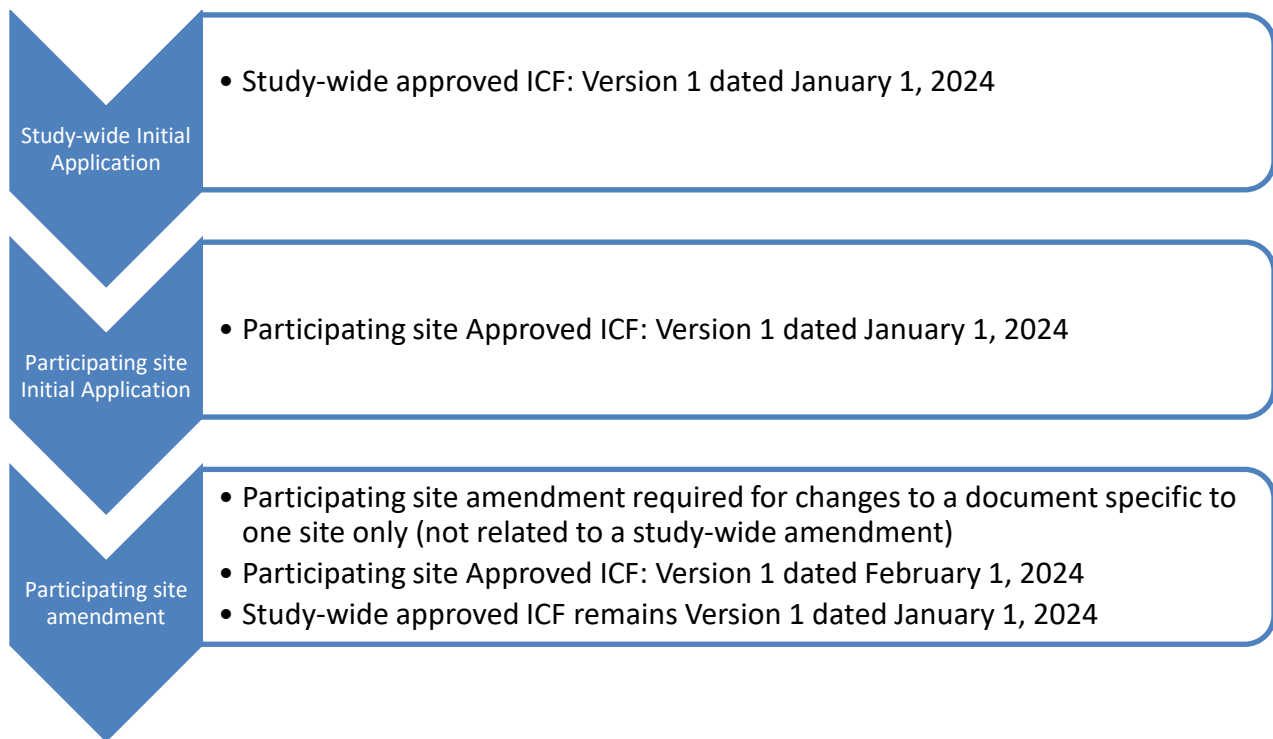 Study-wide Initial
Application
• Study-wide approved ICF: Version 1 dated January 1, 2024
Participating site
Initial Application
• Participating site Approved ICF: Version 1 dated January 1, 2024
Participating site
amendment
• Participating site amendment required for changes to a document specific to
one site only (not related to a study-wide amendment)
• Participating site Approved ICF: Version 1 dated February 1, 2024
• Study-wide approved ICF remains Version 1 dated January 1, 2024